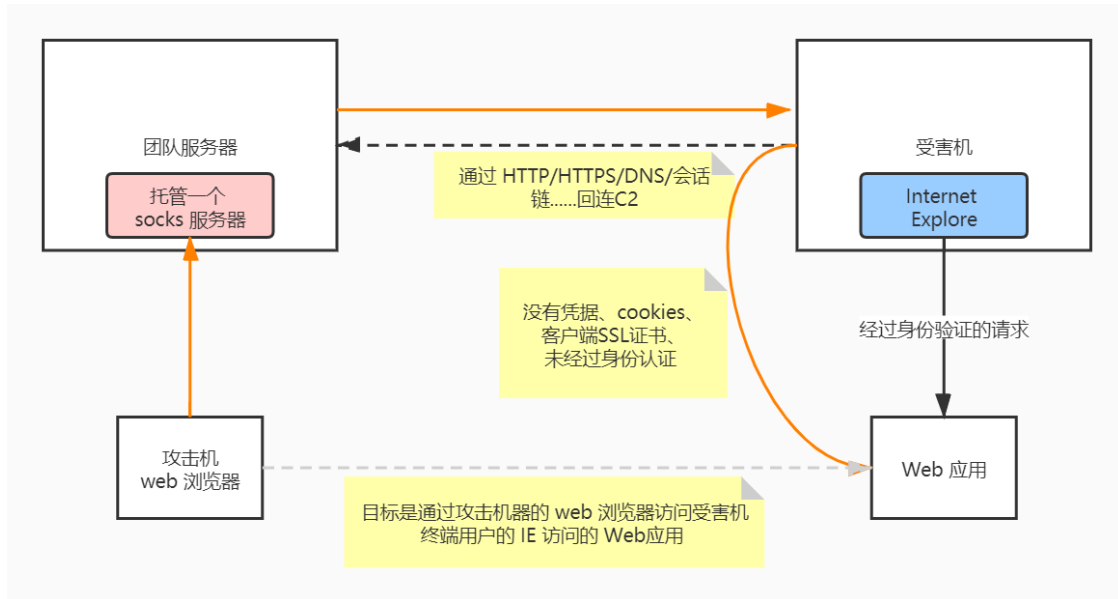 团队服务器
托管一个
socks 服务器
受害机
Internet
Explore
通过 HTTP/HTTPS/DNS/会话
链......回连C2
没有凭据、cookies、
客户端SSL证书、
未经过身份认证
经过身份验证的请求
攻击机
web 浏览器
Web 应用
目标是通过攻击机器的 web 浏览器访问受害机
终端用户的 IE 访问的 Web应用